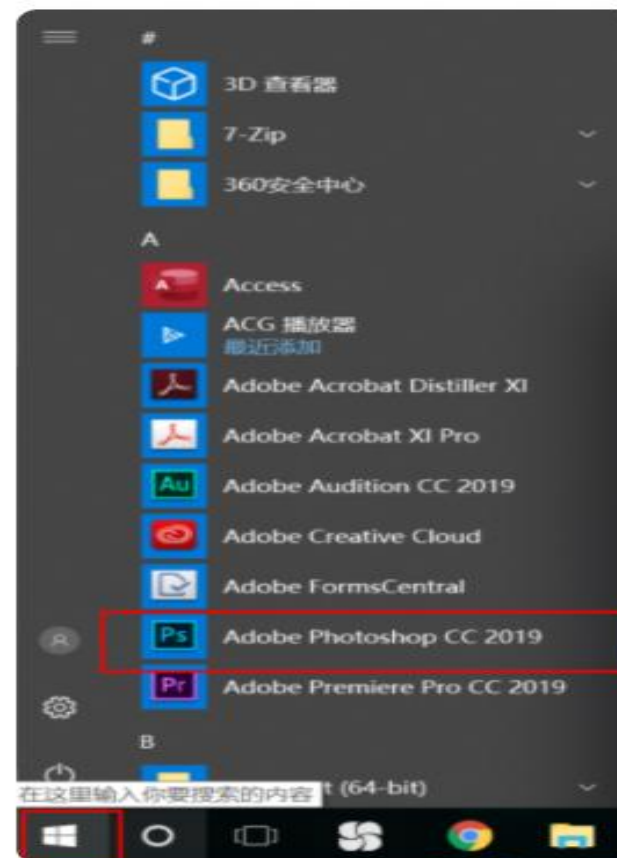 #
3D 查看器
7-Zip
360安全中心
A
Access
ACG 播放器
最近添加
Adobe Acrobat Distiller XI
Adobe Acrobat XI Pro
Au
Adobe Audition CC 2019
Adobe Creative Cloud
Adobe FormsCentral
Ps
Adobe Photoshop CC 2019
Pr
Adobe Premiere Pro CC 2019
B
t (64-bit)
在这里输入你要搜索的内容